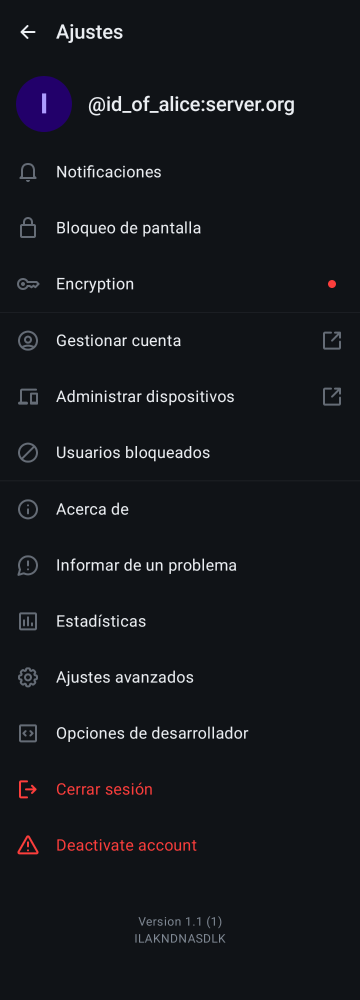 Ajustes
I
@id_of_alice:server.org
Notificaciones
Bloqueo de pantalla
Encryption
Gestionar cuenta
Administrar dispositivos
Usuarios bloqueados
Acerca de
Informar de un problema
Estadísticas
Ajustes avanzados
Opciones de desarrollador
Cerrar sesión
Deactivate account
Version 1.1 (1)
ILAKNDNASDLK